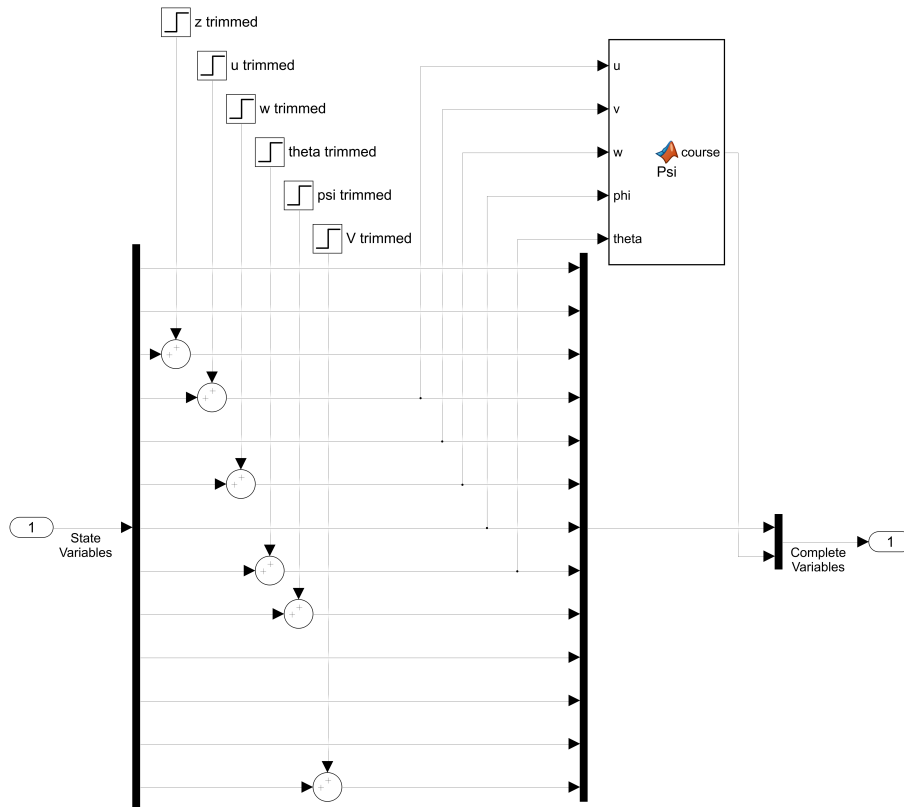 z trimmed
u trimmed
w trimmed
theta trimmed
psi trimmed
V trimmed
u
v
w
phi
theta
course
Psi
1
State
Variables
Complete
Variables
1